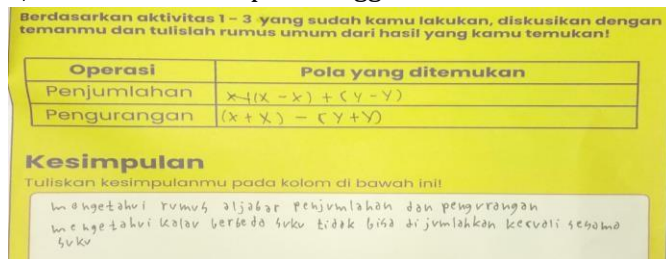 Berdasarkan aktivitas 1 - 3 yang sudah kamu lakukan, diskusikan dengan
temanmu dan tulislah rumus umum dari hasil yang kamu temukan!
Operasi Pola yang ditemukan
Penjumlahan (x - x) + (y - y)
Pengurangan (x + x) - (y + y)
Kesimpulan
Tuliskan kesimpulanmu pada kolom di bawah ini!
mengetahui rumus aljabar penjumlahan dan pengurangan
mengetahui kalau berbeda suku tidak bisa di jumlahkan kecuali sesama
suku